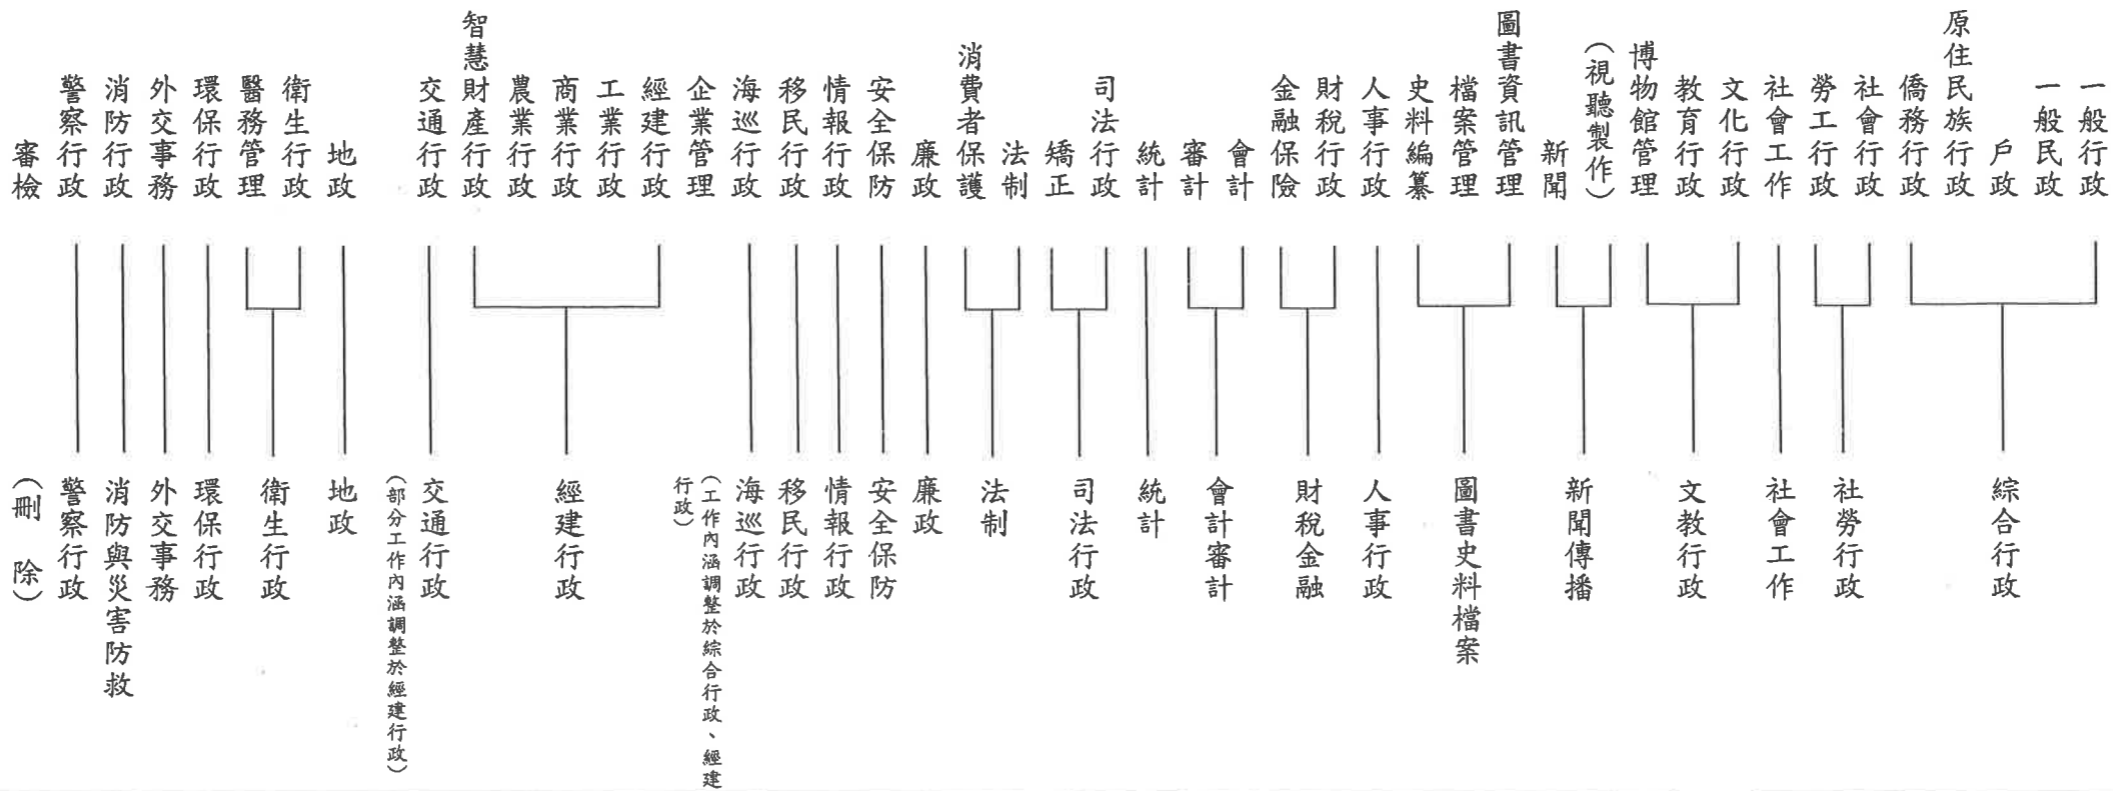 一般行政
一般民政
戶政
原住民族行政
僑務行政
社會行政
勞工行政
社會工作
文化行政
教育行政
博物館管理
（視聽製作）
新聞
圖書資訊管理
檔案管理
史料編纂
人事行政
財稅行政
金融保險
會計
審計
統計
司法行政
矯正
法制
消費者保護
廉政
安全保防
情報行政
移民行政
海巡行政
企業管理
經建行政
工業行政
商業行政
農業行政
智慧財產行政
交通行政
地政
衛生行政
醫務管理
環保行政
外交事務
消防行政
警察行政
審檢
綜合行政
社勞行政
社會工作
文教行政
新聞傳播
圖書史料檔案
人事行政
財稅金融
會計審計
統計
司法行政
法制
廉政
安全保防
情報行政
移民行政
海巡行政
（工作內涵調整於綜合行政、經建
行政）
經建行政
交通行政
（部分工作內涵調整於經建行政）
地政
衛生行政
環保行政
外交事務
消防與災害防救
警察行政
（刪 除）